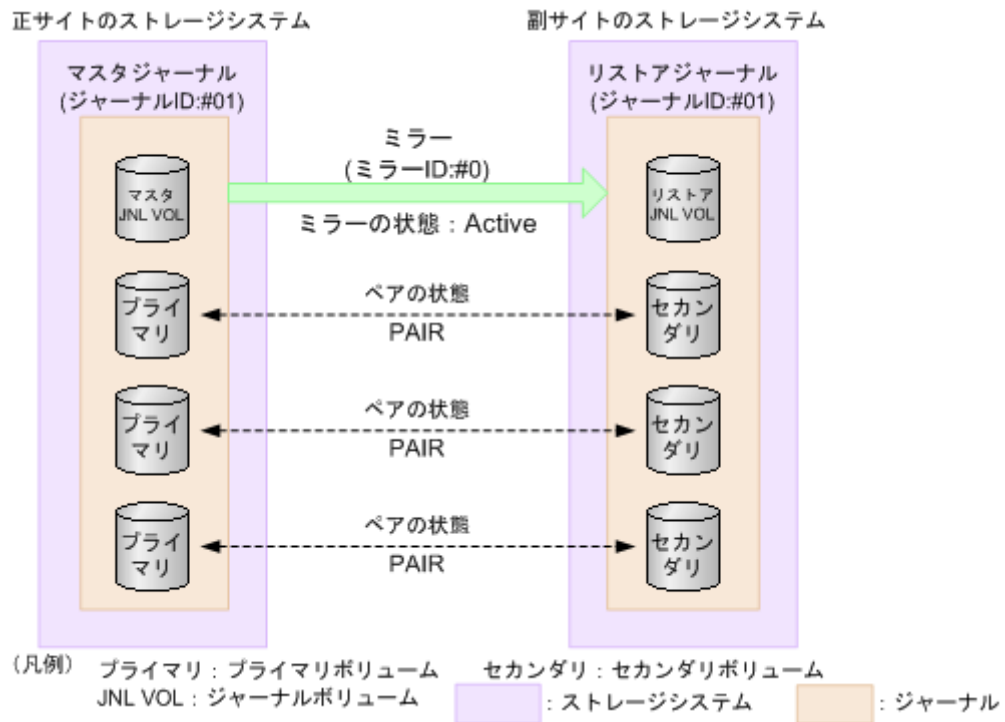 正サイトのストレージシステム
副サイトのストレージシステム
マスタジャーナル
(ジャーナルID:#01)
リストアジャーナル
(ジャーナルID:#01)
ミラー
(ミラーID:#0)
マスタ
JNL VOL
リストア
JNL VOL
ミラーの状態：Active
プライ
マリ
ペアの状態
PAIR
セカン
ダリ
プライ
マリ
ペアの状態
PAIR
セカン
ダリ
プライ
マリ
ペアの状態
PAIR
セカン
ダリ
（凡例） プライマリ：プライマリボリューム セカンダリ：セカンダリボリューム
JNL VOL：ジャーナルボリューム ：ストレージシステム ：ジャーナル